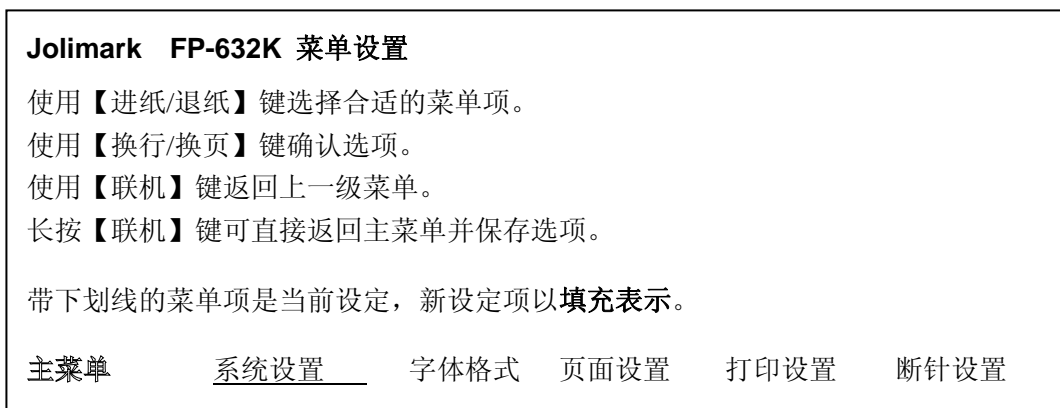 Jolimark FP-632K 菜单设置
使用【进纸/退纸】键选择合适的菜单项。
使用【换行/换页】键确认选项。
使用【联机】键返回上一级菜单。
长按【联机】键可直接返回主菜单并保存选项。
带下划线的菜单项是当前设定，新设定项以填充表示。
主菜单 系统设置 字体格式 页面设置 打印设置 断针设置